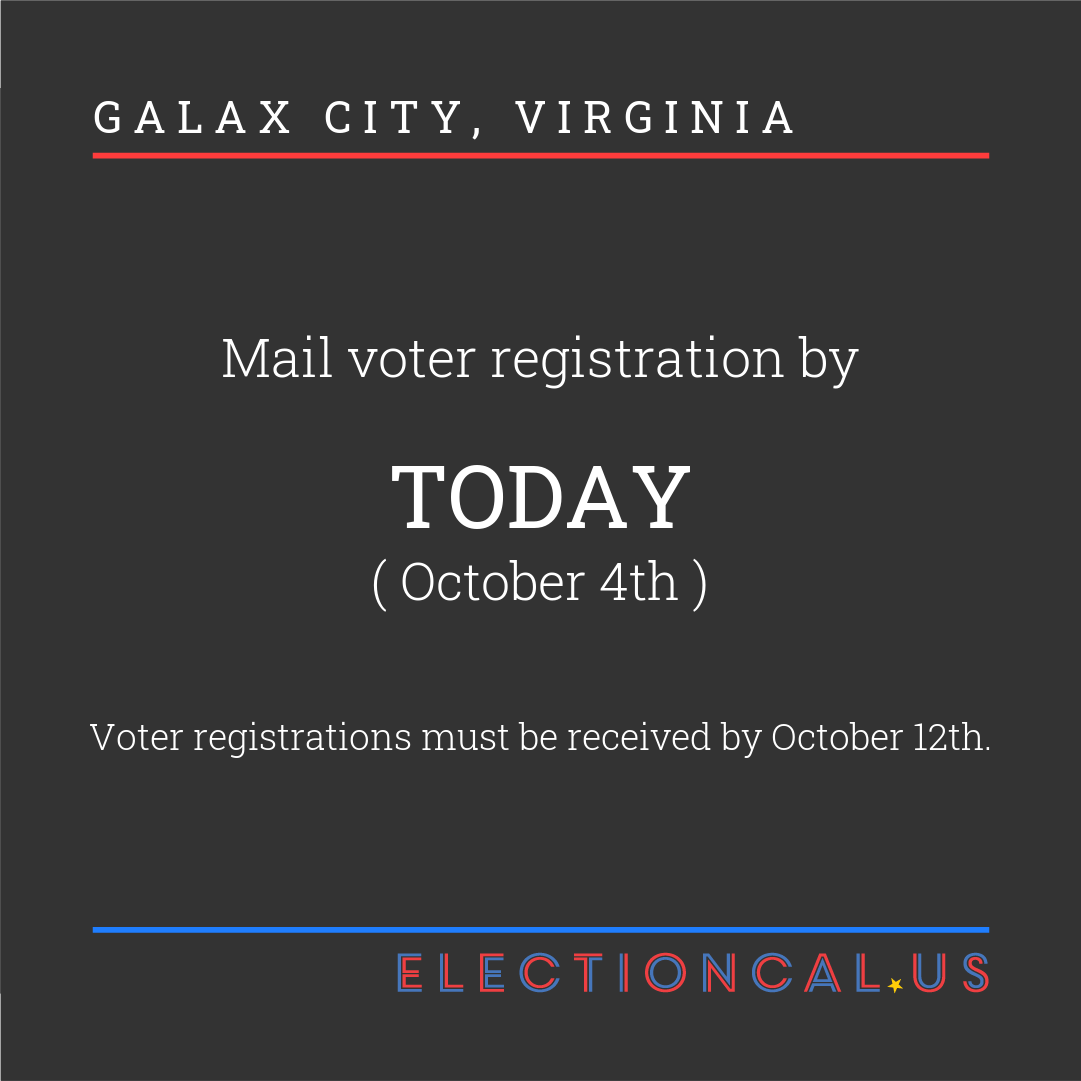 GALAX CITY, VIRGINIA
Mail voter registration by
TODAY
( October 4th )
Voter registrations must be received by October 12th.
ELECTIONCAL.US